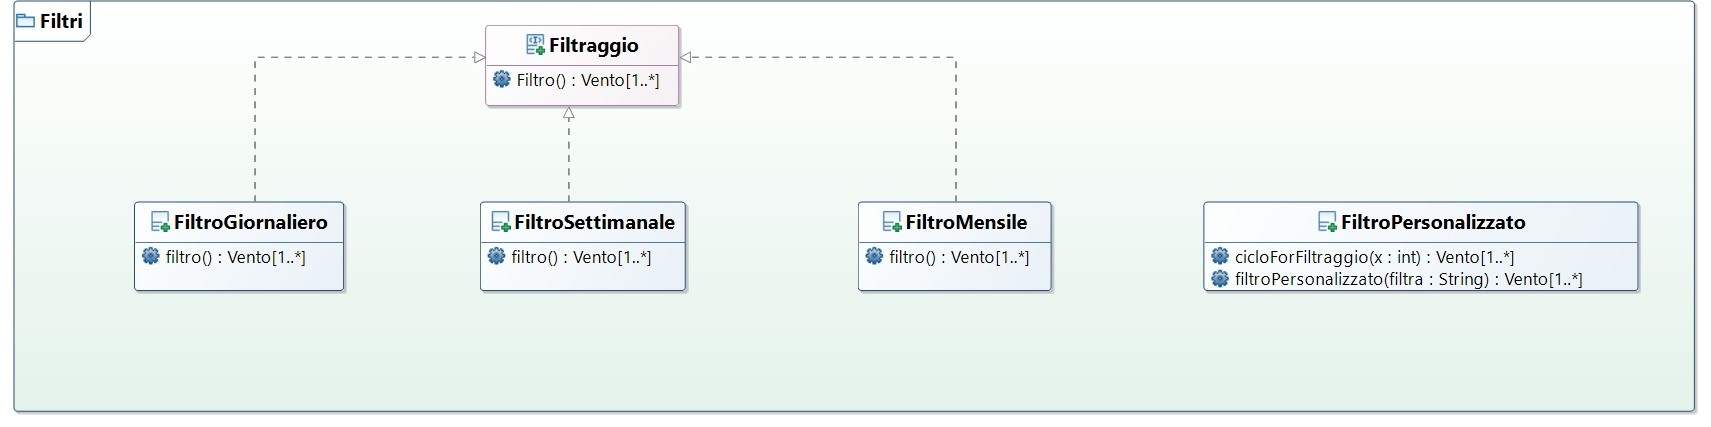 Filtri
Filtraggio
Filtro() : Vento[1..*]
FiltroGiornaliero
filtro() : Vento[1..*]
FiltroSettimanale
filtro() : Vento[1..*]
FiltroMensile
filtro() : Vento[1..*]
FiltroPersonalizzato
cicloForFiltraggio(x : int) : Vento[1..*]
filtroPersonalizzato(filtra : String) : Vento[1..*]